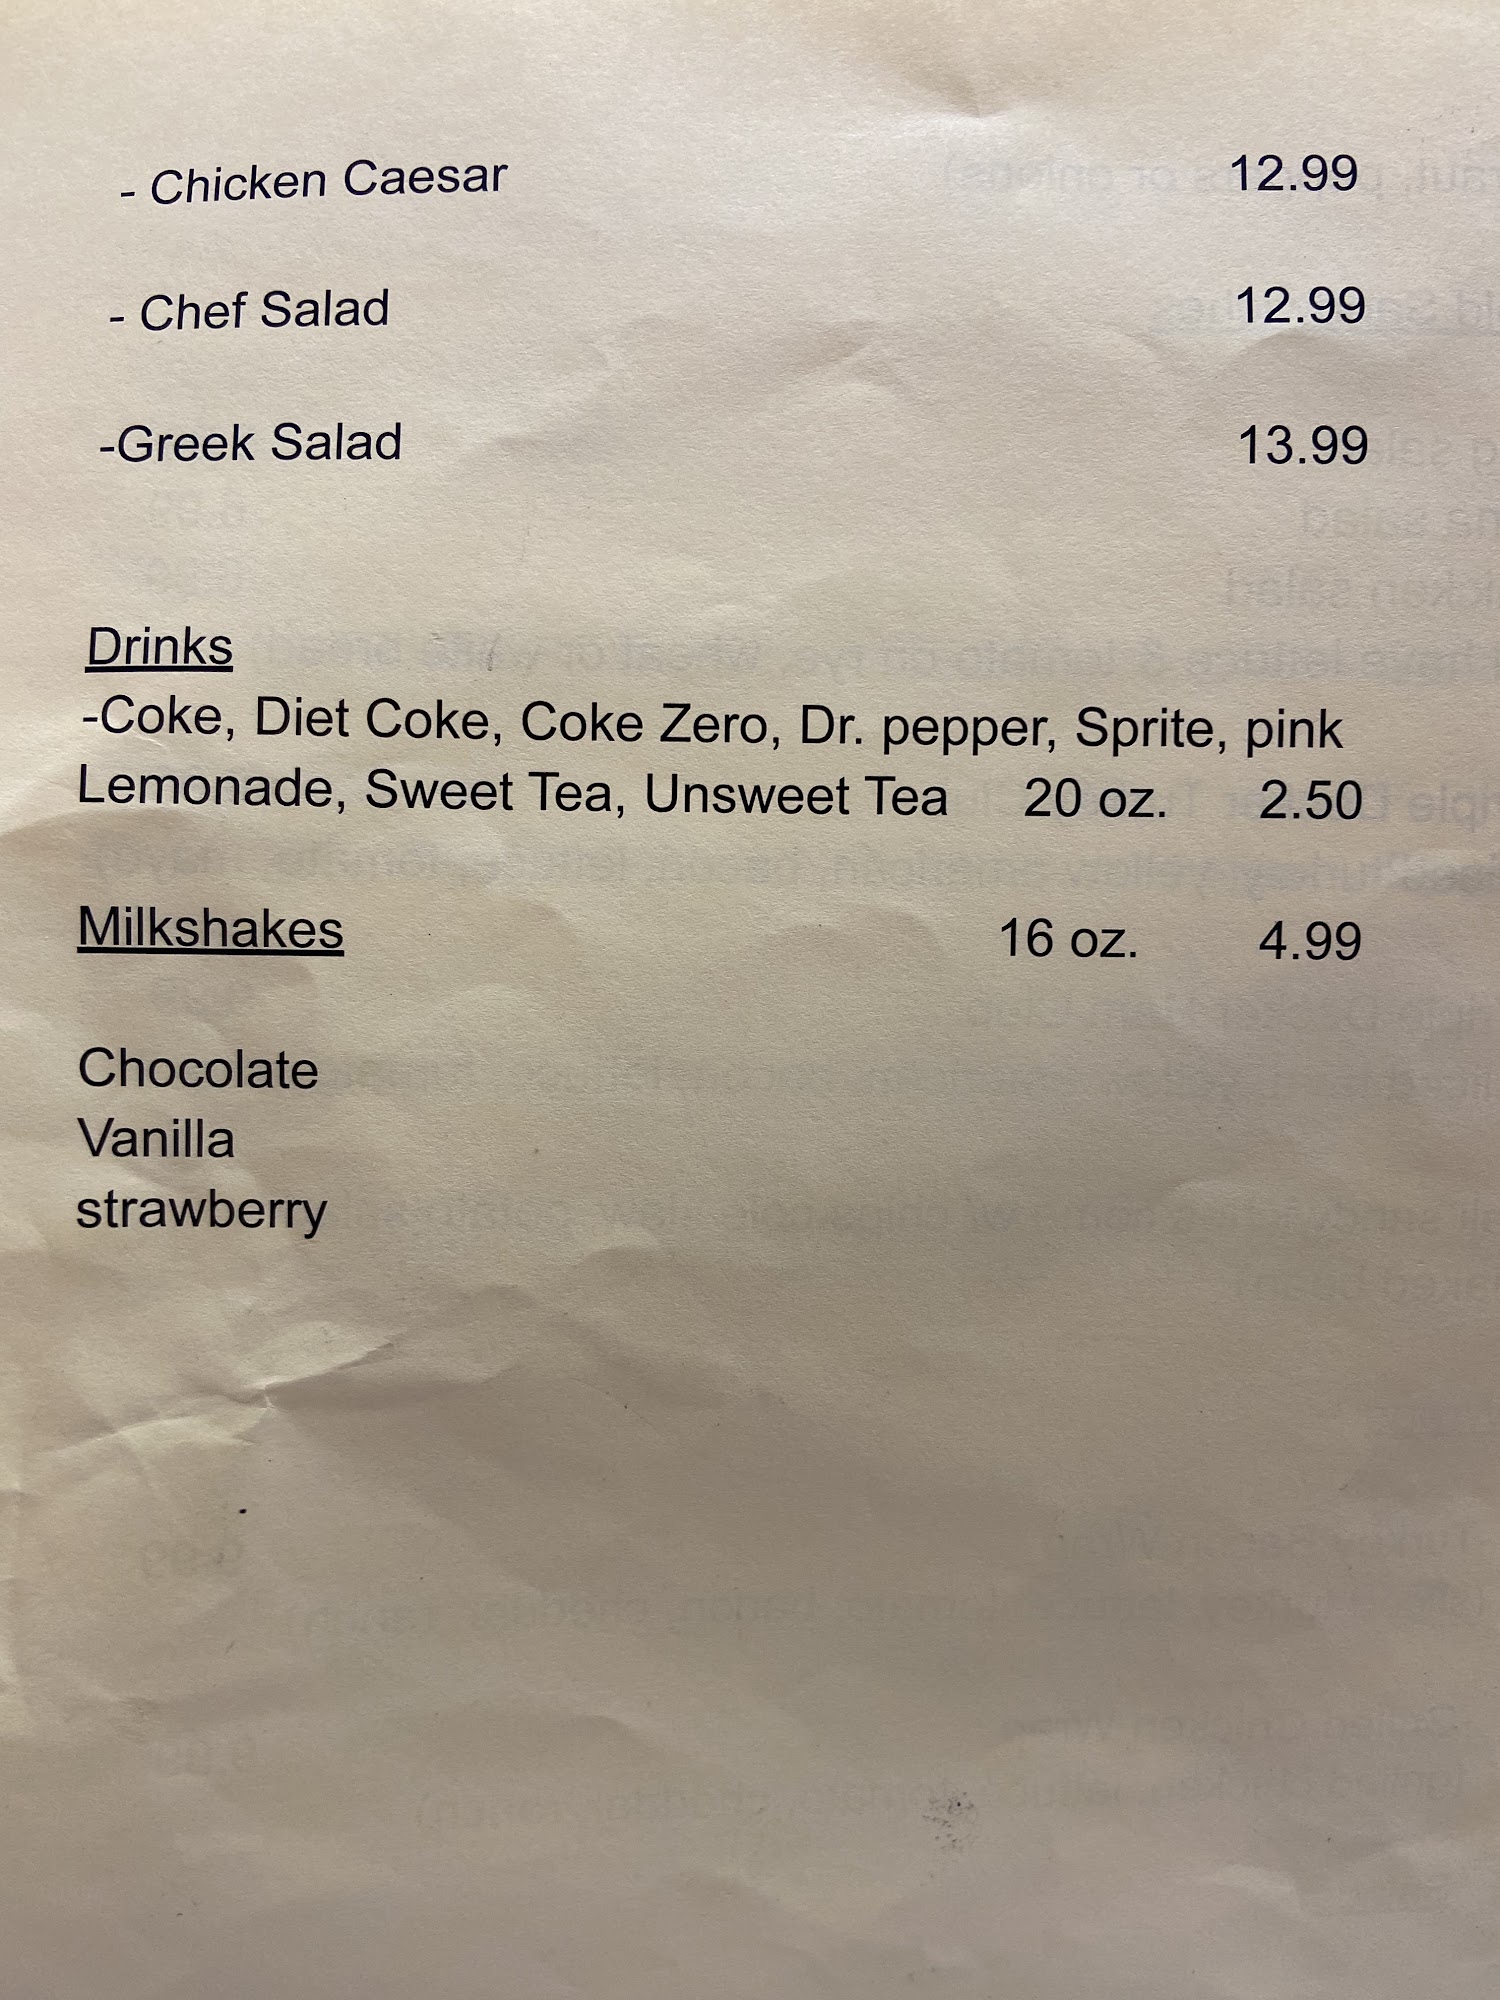 - Chicken Caesar 12.99
- Chef Salad 12.99
-Greek Salad 13.99
Drinks
-Coke, Diet Coke, Coke Zero, Dr. pepper, Sprite, pink
Lemonade, Sweet Tea, Unsweet Tea 20 oz. 2.50
Milkshakes 16 oz. 4.99
Chocolate
Vanilla
strawberry